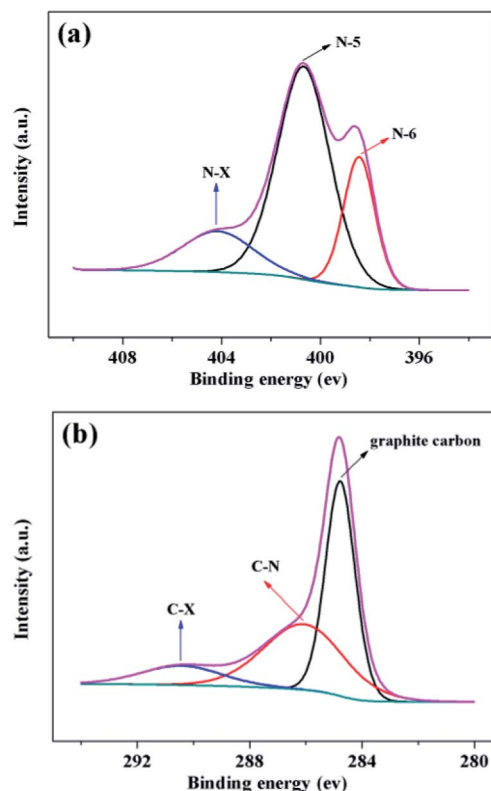 (a)
N-5
N-6
N-X
Intensity (a.u.)
408 404 400 396
Binding energy (ev)
(b)
graphite carbon
C-N
C-X
Intensity (a.u.)
292 288 284 280
Binding energy (ev)